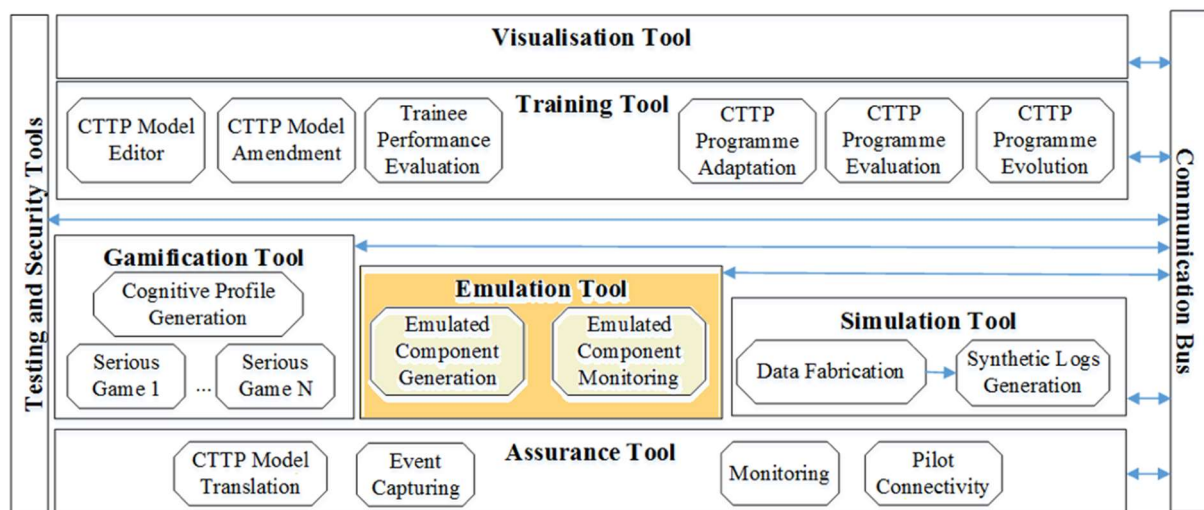 Testing and Security Tools
Visualisation Tool
Training Tool
CTTP Model
Editor
CTTP Model
Amendment
Trainee
Performance
Evaluation
CTTP
Programme
Adaptation
CTTP
Programme
Evaluation
CTTP
Programme
Evolution
Gamification Tool
Cognitive Profile
Generation
Serious
Game 1
...
Serious
Game N
Emulation Tool
Emulated
Component
Generation
Emulated
Component
Monitoring
Simulation Tool
Data Fabrication
Synthetic Logs
Generation
Assurance Tool
CTTP Model
Translation
Event
Capturing
Monitoring
Pilot
Connectivity
Communication Bus